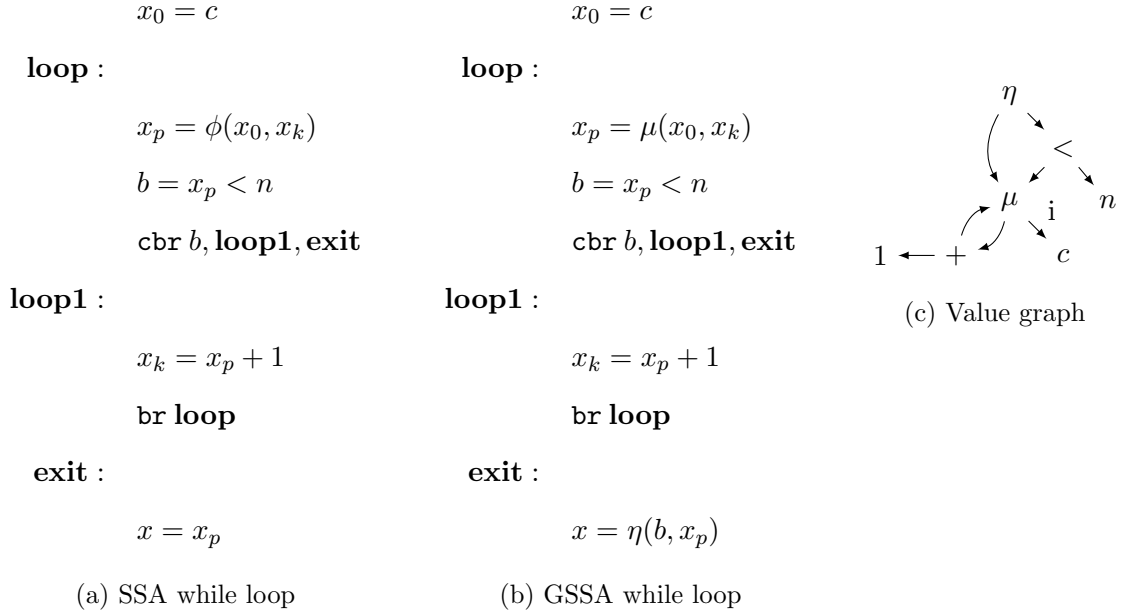 x_0 = c
loop :
x_p = ϕ(x_0, x_k)
b = x_p < n
cbr b, loop1, exit
loop1 :
x_k = x_p + 1
br loop
exit :
x = x_p
(a) SSA while loop
x_0 = c
loop :
x_p = μ(x_0, x_k)
b = x_p < n
cbr b, loop1, exit
loop1 :
x_k = x_p + 1
br loop
exit :
x = η(b, x_p)
(b) GSSA while loop
η
<
μ n
i
1 + c
(c) Value graph